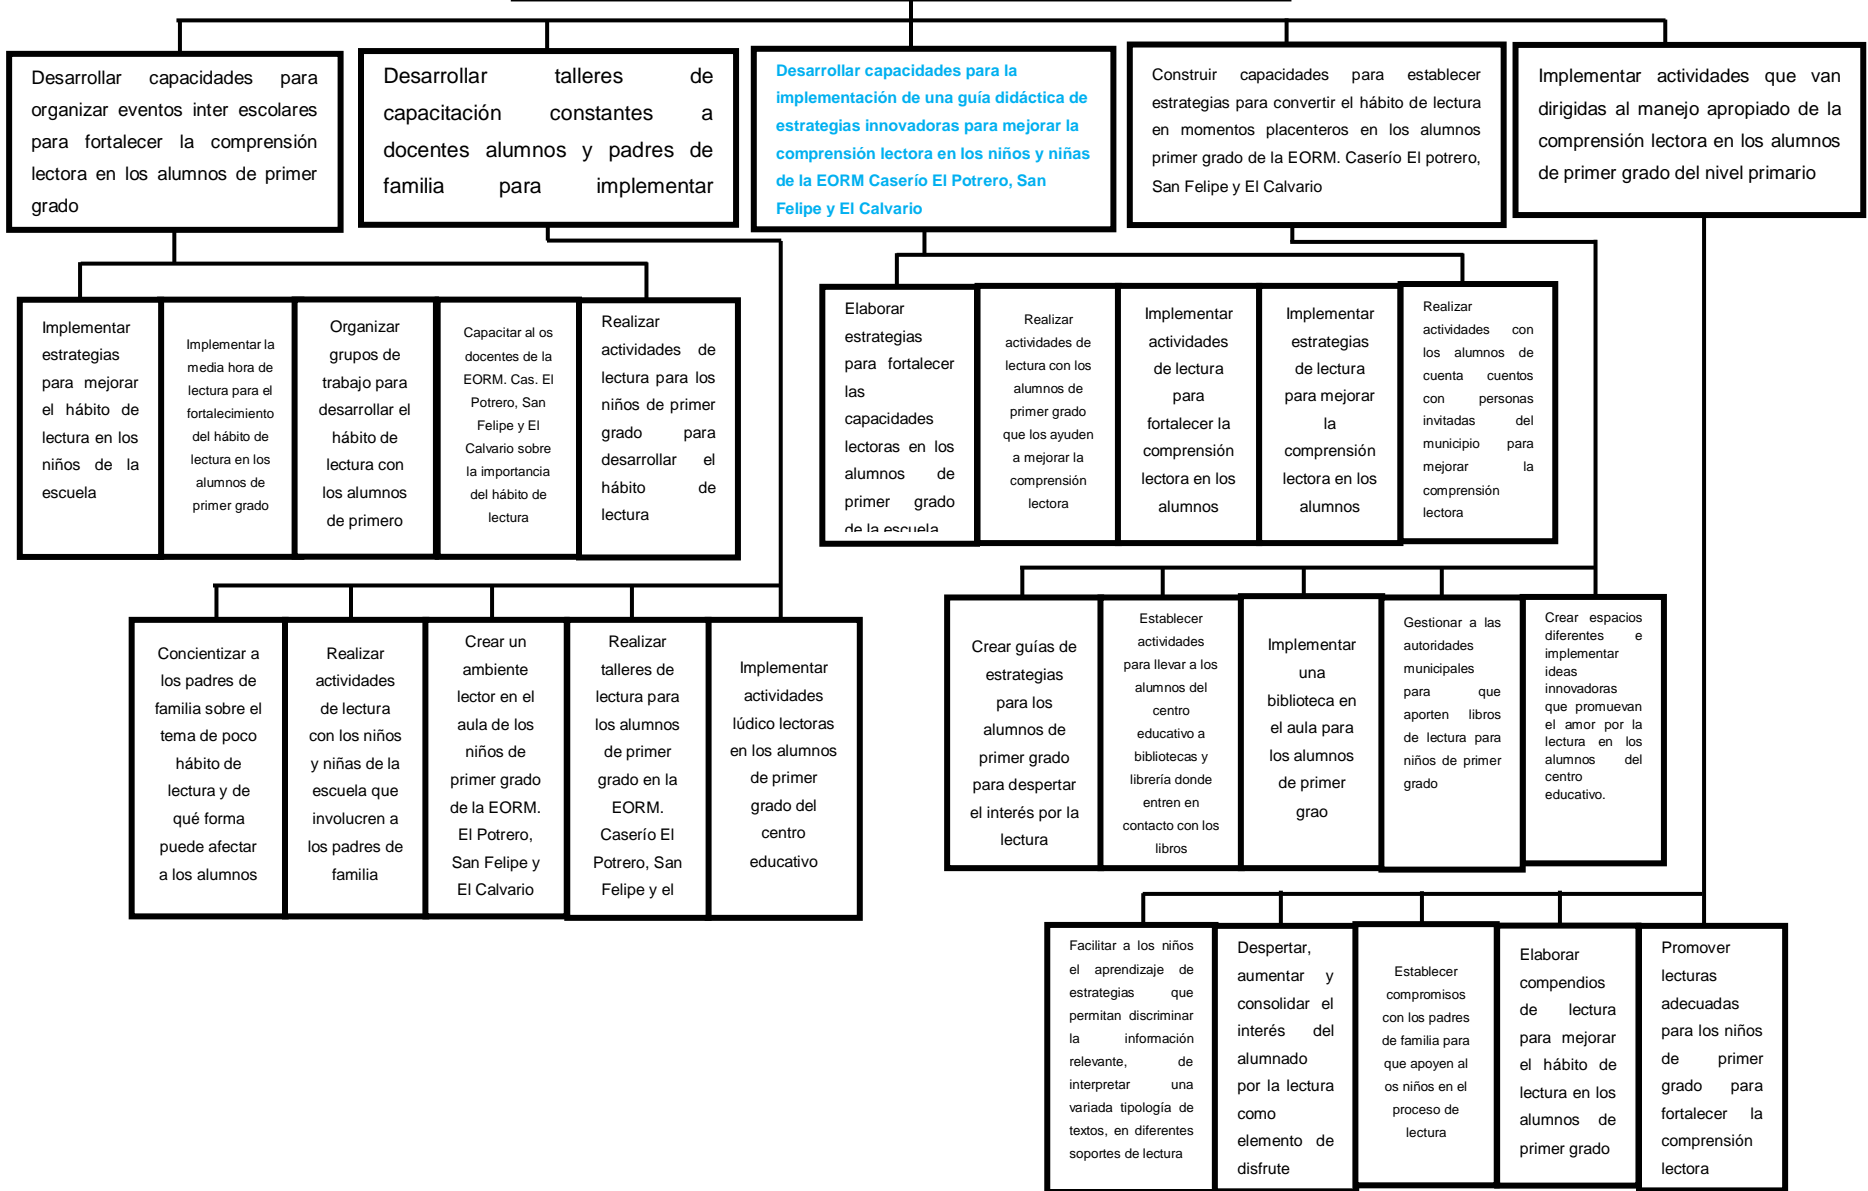 Desarrollar capacidades para
organizar eventos inter escolares
para fortalecer la comprensión
lectora en los alumnos de primer
grado
Desarrollar talleres de
capacitación constantes a
docentes alumnos y padres de
familia para implementar
Desarrollar capacidades para la
implementación de una guía didáctica de
estrategias innovadoras para mejorar la
comprensión lectora en los niños y niñas
de la EORM Caserío El Potrero, San
Felipe y El Calvario
Construir capacidades para establecer
estrategias para convertir el hábito de lectura
en momentos placenteros en los alumnos
primer grado de la EORM. Caserío El potrero,
San Felipe y El Calvario
Implementar actividades que van
dirigidas al manejo apropiado de la
comprensión lectora en los alumnos
de primer grado del nivel primario
Implementar
estrategias
para mejorar
el hábito de
lectura en los
niños de la
escuela
Implementar la
media hora de
lectura para el
fortalecimiento
del hábito de
lectura en los
alumnos de
primer grado
Organizar
grupos de
trabajo para
desarrollar el
hábito de
lectura con
los alumnos
de primero
Capacitar al os
docentes de la
EORM. Cas. El
Potrero, San
Felipe y El
Calvario sobre
la importancia
del hábito de
lectura
Realizar
actividades de
lectura para los
niños de primer
grado para
desarrollar el
hábito de
lectura
Elaborar
estrategias
para fortalecer
las
capacidades
lectoras en los
alumnos de
primer grado
de la escuela
Realizar
actividades de
lectura con los
alumnos de
primer grado
que los ayuden
a mejorar la
comprensión
lectora
Implementar
actividades
de lectura
para
fortalecer la
comprensión
lectora en los
alumnos
Implementar
estrategias
de lectura
para mejorar
la
comprensión
lectora en los
alumnos
Realizar
actividades con
los alumnos de
cuenta cuentos
con personas
invitadas del
municipio para
mejorar la
comprensión
lectora
Concientizar a
los padres de
familia sobre el
tema de poco
hábito de
lectura y de
qué forma
puede afectar
a los alumnos
Realizar
actividades
de lectura
con los niños
y niñas de la
escuela que
involucren a
los padres de
familia
Crear un
ambiente
lector en el
aula de los
niños de
primer grado
de la EORM.
El Potrero,
San Felipe y
El Calvario
Realizar
talleres de
lectura para
los alumnos
de primer
grado en la
EORM.
Caserío El
Potrero, San
Felipe y el
Implementar
actividades
lúdico lectoras
en los alumnos
de primer
grado del
centro
educativo
Crear guías de
estrategias
para los
alumnos de
primer grado
para despertar
el interés por la
lectura
Establecer
actividades
para llevar a los
alumnos del
centro
educativo a
bibliotecas y
librería donde
entren en
contacto con los
libros
Implementar
una
biblioteca en
el aula para
los alumnos
de primer
grao
Gestionar a las
autoridades
municipales
para que
aporten libros
de lectura para
niños de primer
grado
Crear espacios
diferentes e
implementar
ideas
innovadoras
que promuevan
el amor por la
lectura en los
alumnos del
centro
educativo.
Facilitar a los niños
el aprendizaje de
estrategias que
permitan discriminar
la información
relevante, de
interpretar una
variada tipología de
textos, en diferentes
soportes de lectura
Despertar,
aumentar y
consolidar el
interés del
alumnado
por la lectura
como
elemento de
disfrute
Establecer
compromisos
con los padres
de familia para
que apoyen al
os niños en el
proceso de
lectura
Elaborar
compendios
de lectura
para mejorar
el hábito de
lectura en los
alumnos de
primer grado
Promover
lecturas
adecuadas
para los niños
de primer
grado para
fortalecer la
comprensión
lectora